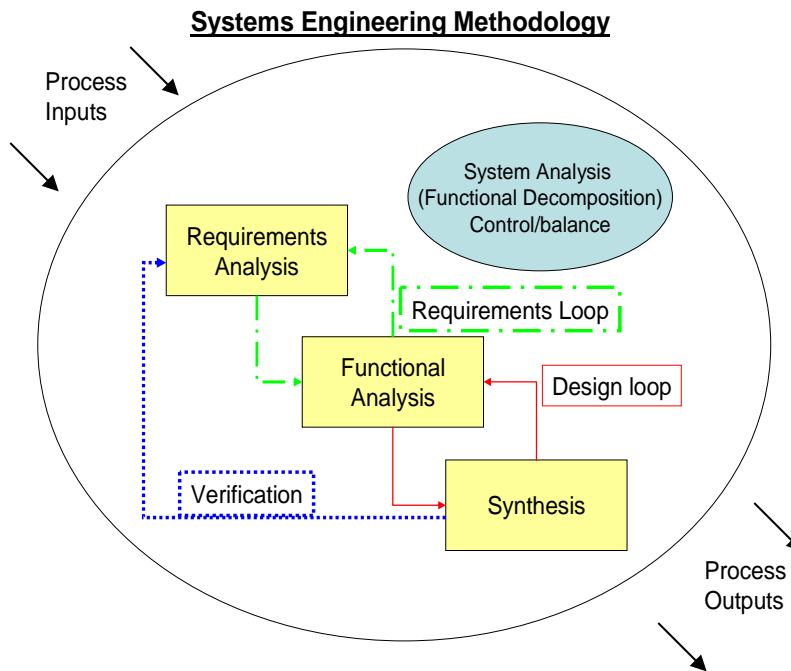 Systems Engineering Methodology
Process
Inputs
System Analysis
(Functional Decomposition)
Control/balance
Requirements
Analysis
Requirements Loop
Functional
Analysis
Design loop
Verification
Synthesis
Process
Outputs